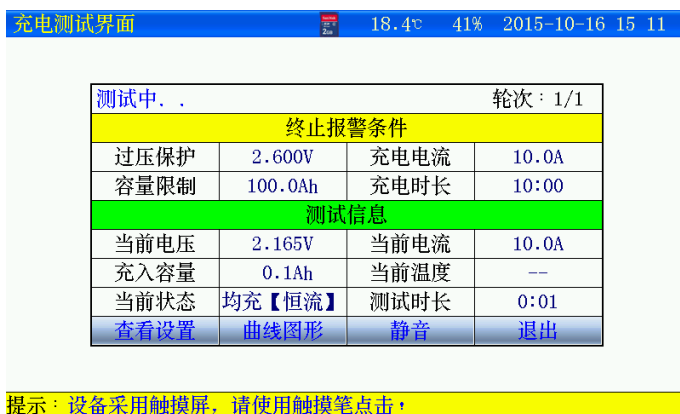 充电测试界面 18.4℃ 41% 2015-10-16 15 11
测试中. . 轮次：1/1
终止报警条件
过压保护 2.600V 充电电流 10.0A
容量限制 100.0Ah 充电时长 10:00
测试信息
当前电压 2.165V 当前电流 10.0A
充入容量 0.1Ah 当前温度 --
当前状态 均充【恒流】 测试时长 0:01
查看设置 曲线图形 静音 退出
提示：设备采用触摸屏，请使用触摸笔点击！